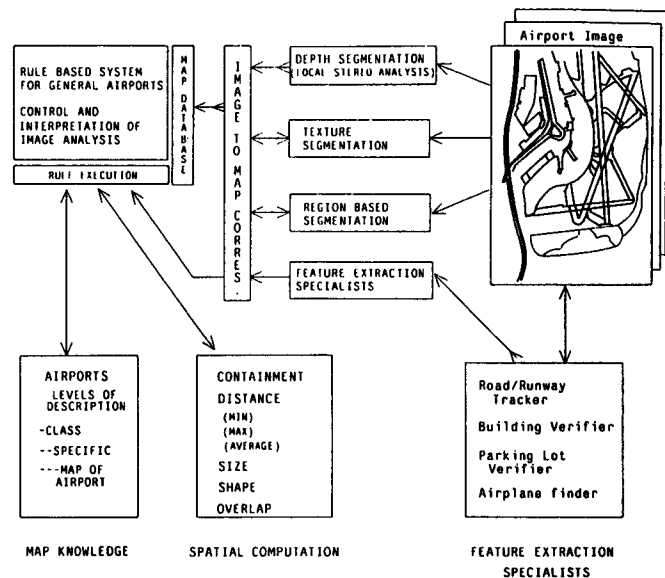 RULE BASED SYSTEM
FOR GENERAL AIRPORTS
CONTROL AND
INTERPRETATION OF
IMAGE ANALYSIS
RULE EXECUTION
MAP DATABASE
IMAGE TO MAP CORRES.
DEPTH SEGMENTATION
(LOCAL STEREO ANALYSIS)
TEXTURE
SEGMENTATION
REGION BASED
SEGMENTATION
FEATURE EXTRACTION
SPECIALISTS
Airport Image
AIRPORTS
LEVELS OF
DESCRIPTION
-CLASS
--SPECIFIC
---MAP OF
AIRPORT
MAP KNOWLEDGE
CONTAINMENT
DISTANCE
(MIN)
(MAX)
(AVERAGE)
SIZE
SHAPE
OVERLAP
SPATIAL COMPUTATION
Road/Runway
Tracker
Building Verifier
Parking Lot
Verifier
Airplane finder
FEATURE EXTRACTION
SPECIALISTS